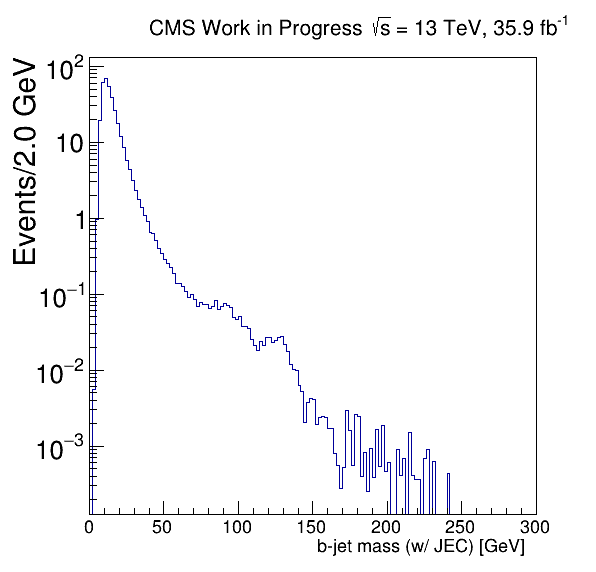 CMS Work in Progress √s = 13 TeV, 35.9 fb⁻¹
Events/2.0 GeV
10²
10
1
10⁻¹
10⁻²
10⁻³
0 50 100 150 200 250 300
b-jet mass (w/ JEC) [GeV]